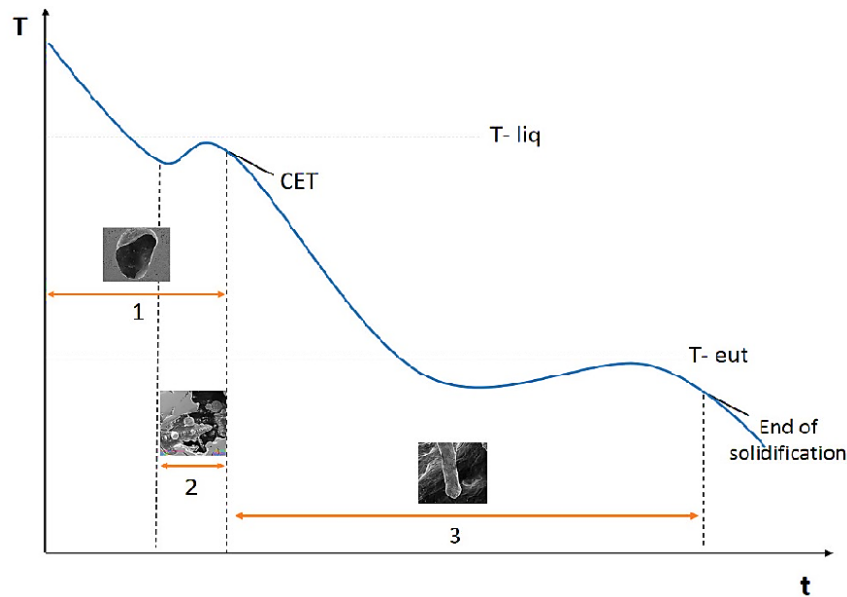 T
T- liq
CET
1
T- eut
2
End of
solidification
3
t